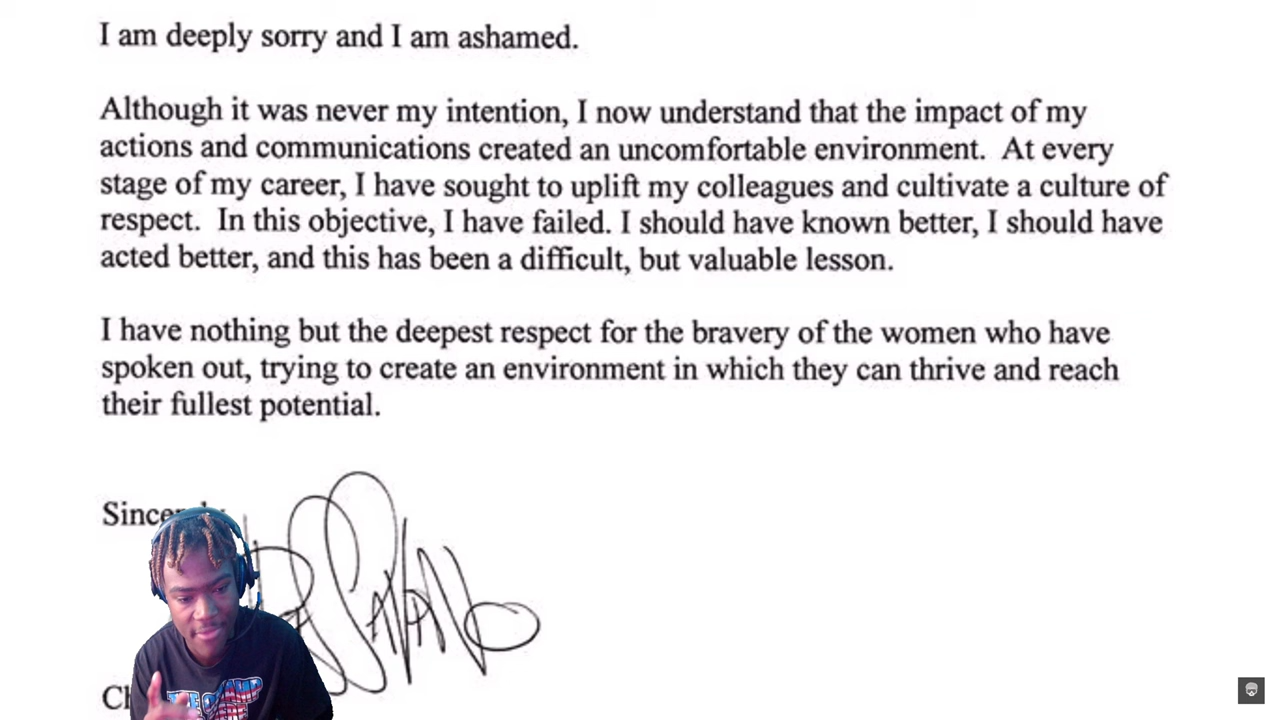 I am deeply sorry and I am ashamed.
Although it was never my intention, I now understand that the impact of my
actions and communications created an uncomfortable environment. At every
stage of my career, I have sought to uplift my colleagues and cultivate a culture of
respect. In this objective, I have failed. I should have known better, I should have
acted better, and this has been a difficult, but valuable lesson.
I have nothing but the deepest respect for the bravery of the women who have
spoken out, trying to create an environment in which they can thrive and reach
their fullest potential.